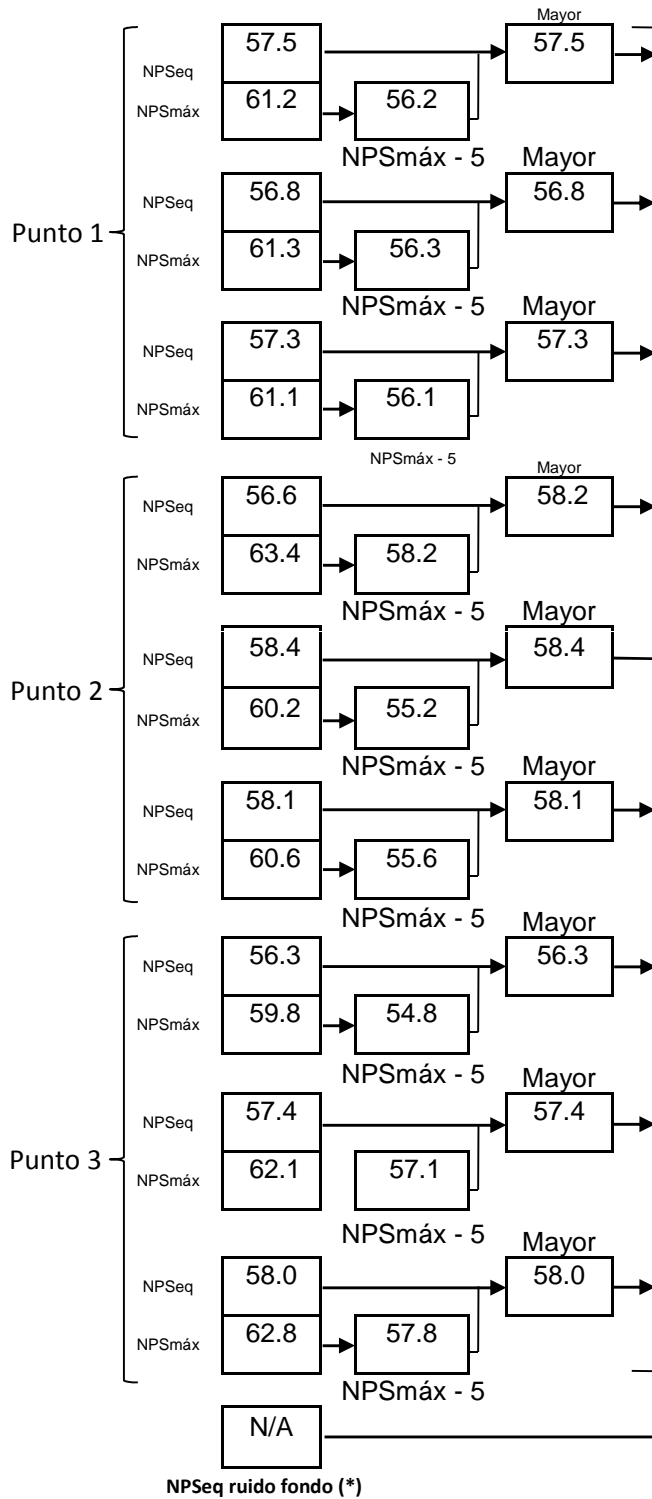 Mayor
57.5 57.5
NPSeq
61.2 56.2
NPSmáx
NPSmáx - 5 Mayor
56.8 56.8
NPSeq
Punto 1
61.3 56.3
NPSmáx
NPSmáx - 5 Mayor
57.3 57.3
NPSeq
61.1 56.1
NPSmáx
NPSmáx - 5 Mayor
56.6 58.2
NPSeq
63.4 58.2
NPSmáx
NPSmáx - 5 Mayor
58.4 58.4
NPSeq
Punto 2
60.2 55.2
NPSmáx
NPSmáx - 5 Mayor
58.1 58.1
NPSeq
60.6 55.6
NPSmáx
NPSmáx - 5 Mayor
56.3 56.3
NPSeq
59.8 54.8
NPSmáx
NPSmáx - 5 Mayor
57.4 57.4
NPSeq
Punto 3
62.1 57.1
NPSmáx
NPSmáx - 5 Mayor
58.0 58.0
NPSeq
62.8 57.8
NPSmáx
NPSmáx - 5
N/A
NPSeq ruido fondo (*)